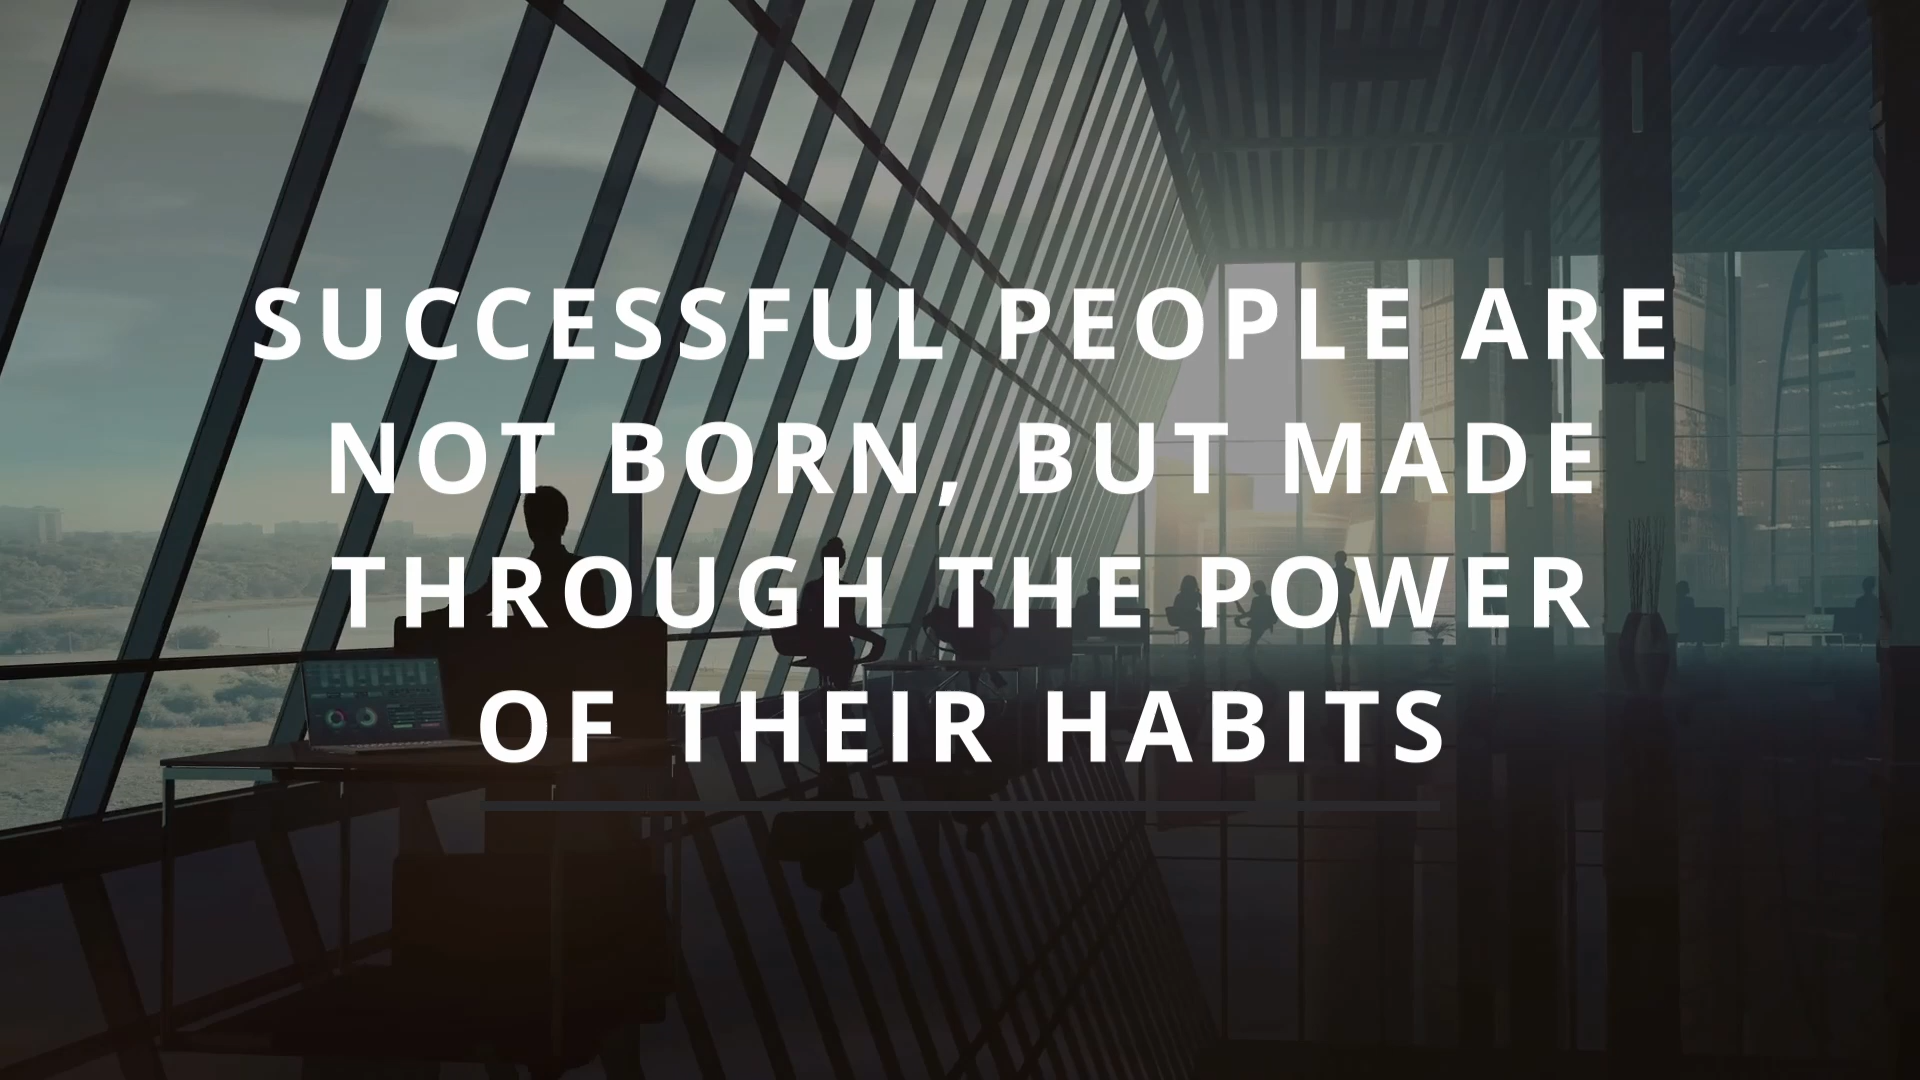 SUCCESSFUL PEOPLE ARE
NOT BORN, BUT MADE
THROUGH THE POWER
OF THEIR HABITS